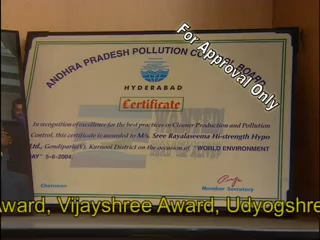 ANDHRA PRADESH POLLUTION CONTROL BOARD
For Approval Only
HYDERABAD
Certificate
In recognition of excellence for the best practices in Cleaner Production and Pollution
Control, this certificate is awarded to M/s. Sree Rayalaseema Hi-strength Hypo
Ltd., Gondiparla(V), Kurnool District on the occasion of "WORLD ENVIRONMENT
DAY" 5-6-2004.
Chairman
Member Secretary
Award, Vijayshree Award, Udyogshre